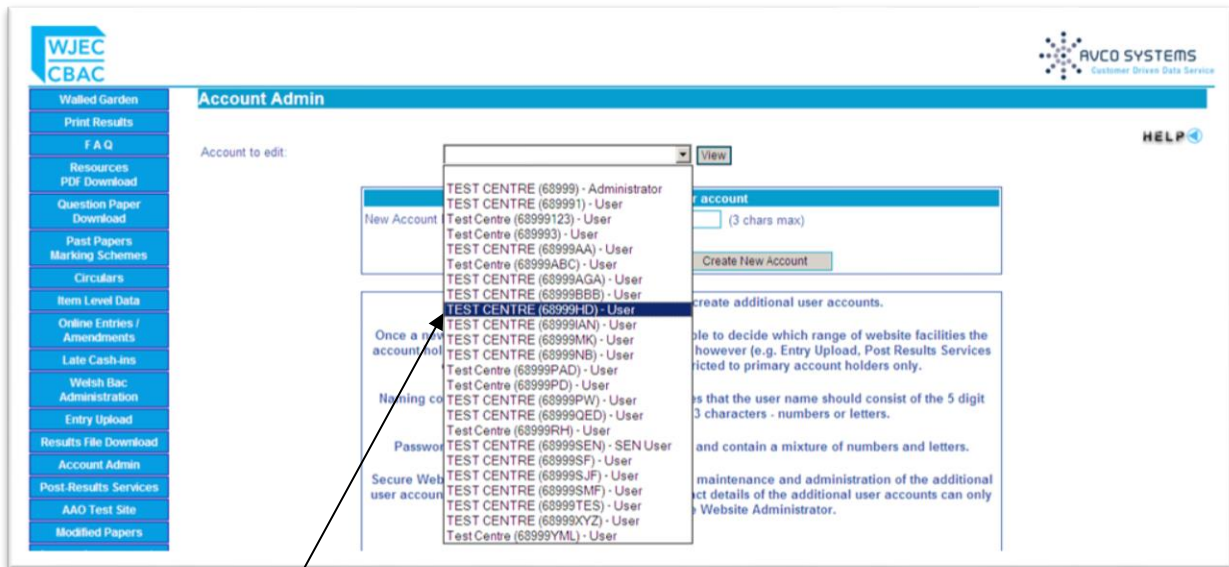 WJEC
CBAC
AVCO SYSTEMS
Customer Driven Data Service
Walled Garden
Print Results
F A Q
Resources
PDF Download
Question Paper
Download
Past Papers
Marking Schemes
Circulars
Item Level Data
Online Entries /
Amendments
Late Cash-ins
Welsh Bac
Administration
Entry Upload
Results File Download
Account Admin
Post-Results Services
AAO Test Site
Modified Papers
Account Admin
HELP
Account to edit:
View
TEST CENTRE (68999) - Administrator
TEST CENTRE (689991) - User
Test Centre (68999123) - User
Test Centre (689993) - User
TEST CENTRE (68999AA) - User
Test Centre (68999ABC) - User
TEST CENTRE (68999AGA) - User
TEST CENTRE (68999BBB) - User
TEST CENTRE (68999HD) - User
TEST CENTRE (68999IAN) - User
TEST CENTRE (68999MK) - User
TEST CENTRE (68999NB) - User
Test Centre (68999PAD) - User
Test Centre (68999PD) - User
TEST CENTRE (68999PW) - User
TEST CENTRE (68999QED) - User
Test Centre (68999RH) - User
TEST CENTRE (68999SEN) - SEN User
TEST CENTRE (68999SF) - User
TEST CENTRE (68999SJF) - User
TEST CENTRE (68999SMF) - User
TEST CENTRE (68999TES) - User
TEST CENTRE (68999XYZ) - User
Test Centre (68999YML) - User
r account
New Account
(3 chars max)
Create New Account
create additional user accounts.
Once a new ble to decide which range of website facilities the
account hol however (e.g. Entry Upload, Post Results Services
ricted to primary account holders only.
Naming co es that the user name should consist of the 5 digit
3 characters - numbers or letters.
Passwor and contain a mixture of numbers and letters.
Secure Web maintenance and administration of the additional
user accoun ct details of the additional user accounts can only
Website Administrator.